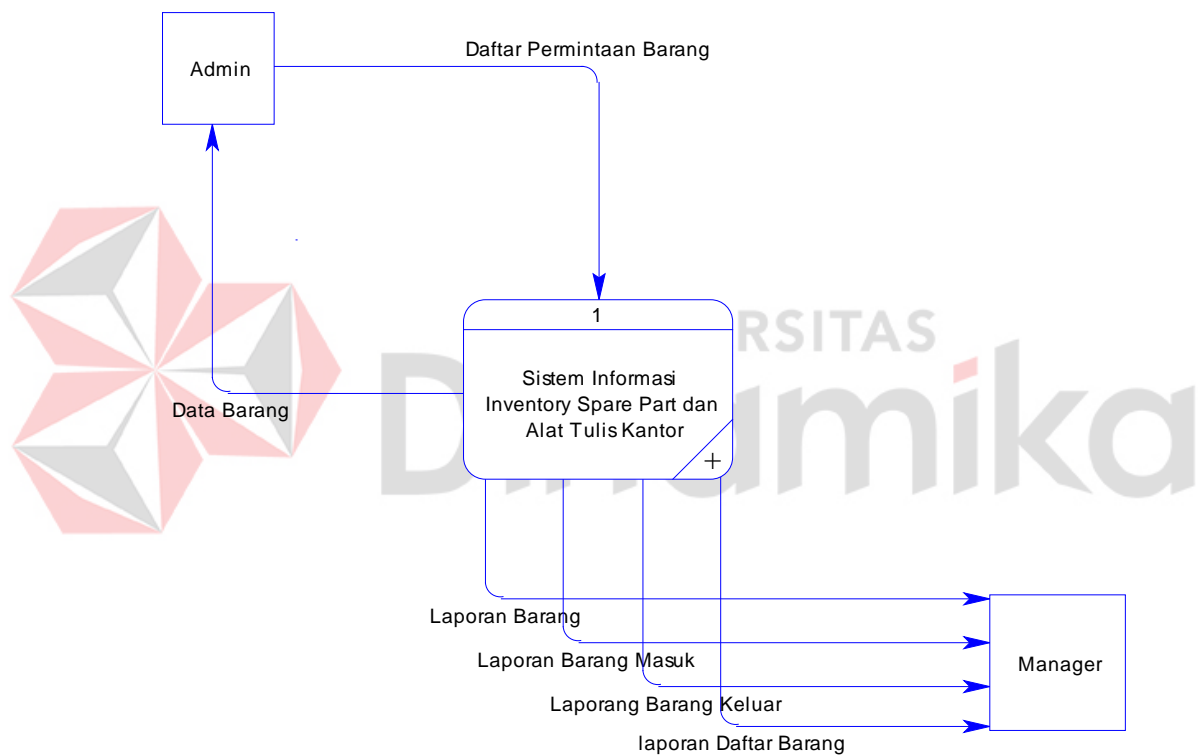 Daftar Permintaan Barang
Admin
1
RSITAS
Sistem Informasi
Inventory Spare Part dan
Alat Tulis Kantor
+
Data Barang
Dinamika
Laporan Barang
Laporan Barang Masuk
Manager
Laporang Barang Keluar
laporan Daftar Barang